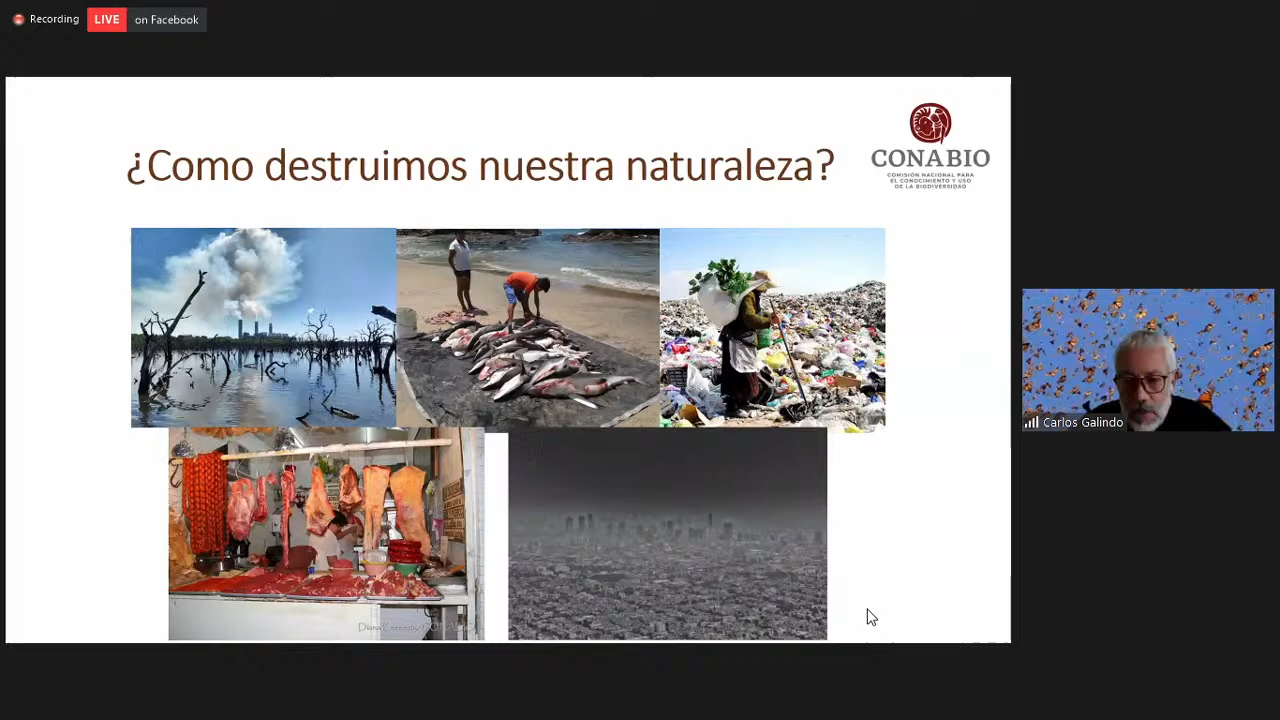 Recording
LIVE on Facebook
¿Como destruimos nuestra naturaleza?
CONABIO
COMISIÓN NACIONAL PARA
EL CONOCIMIENTO Y USO
DE LA BIODIVERSIDAD
Carlos Galindo